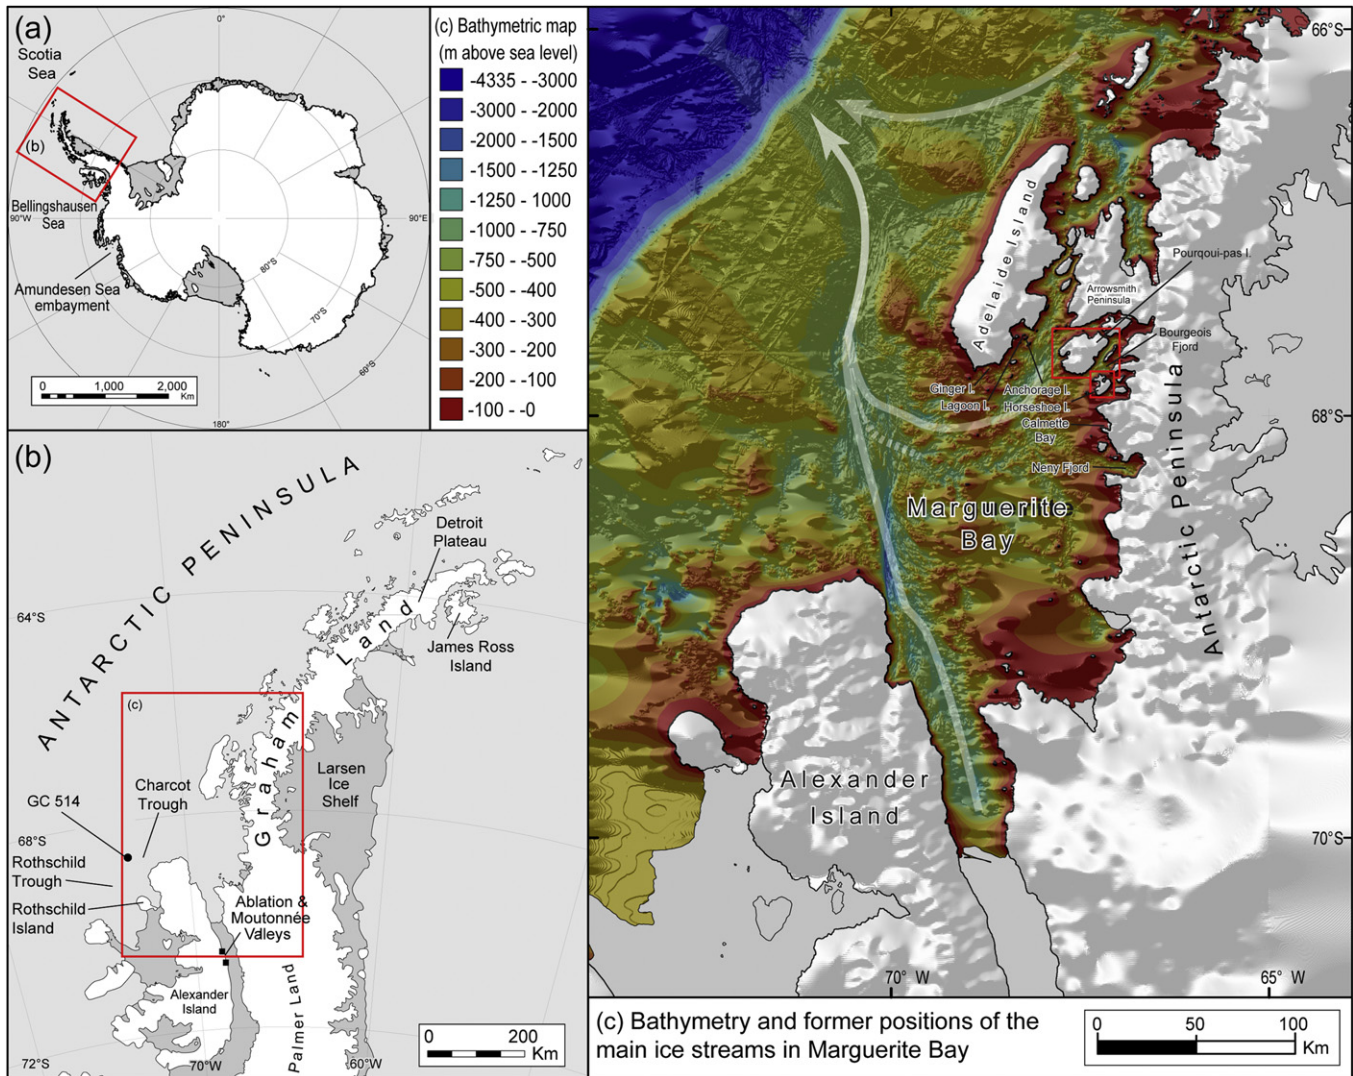 (a)
0°
Scotia
Sea
(b)
Bellingshausen
Sea
90°W
90°E
Amundesen Sea
embayment
80°S
70°S
60°S
0 1,000 2,000
Km
180°
(c) Bathymetric map
(m above sea level)
-4335 - -3000
-3000 - -2000
-2000 - -1500
-1500 - -1250
-1250 1000
-1000 - -750
-750 - -500
-500 - -400
-400 - -300
-300 - -200
-200 - -100
-100 - -0
(b)
ANTARCTIC PENINSULA
Detroit
Plateau
64°S
Graham Land
James Ross
Island
(c)
Larsen
Ice
Shelf
Charcot
Trough
GC 514
68°S
Rothschild
Trough
Rothschild
Island
Ablation &
Moutonnée
Valleys
Alexander
Island
Palmer Land
0 200
Km
72°S
70°W
60°W
66°S
Adelaide Island
Pourqoui-pas I.
Arrowsmith
Peninsula
Bourgeois
Fjord
Ginger I.
Lagoon I.
Anchorage I.
Horseshoe I.
Calmette
Bay
68°S
Neny Fjord
Marguerite
Bay
Antarctic Peninsula
Alexander
Island
70°S
70° W
65° W
(c) Bathymetry and former positions of the
main ice streams in Marguerite Bay
0 50 100
Km